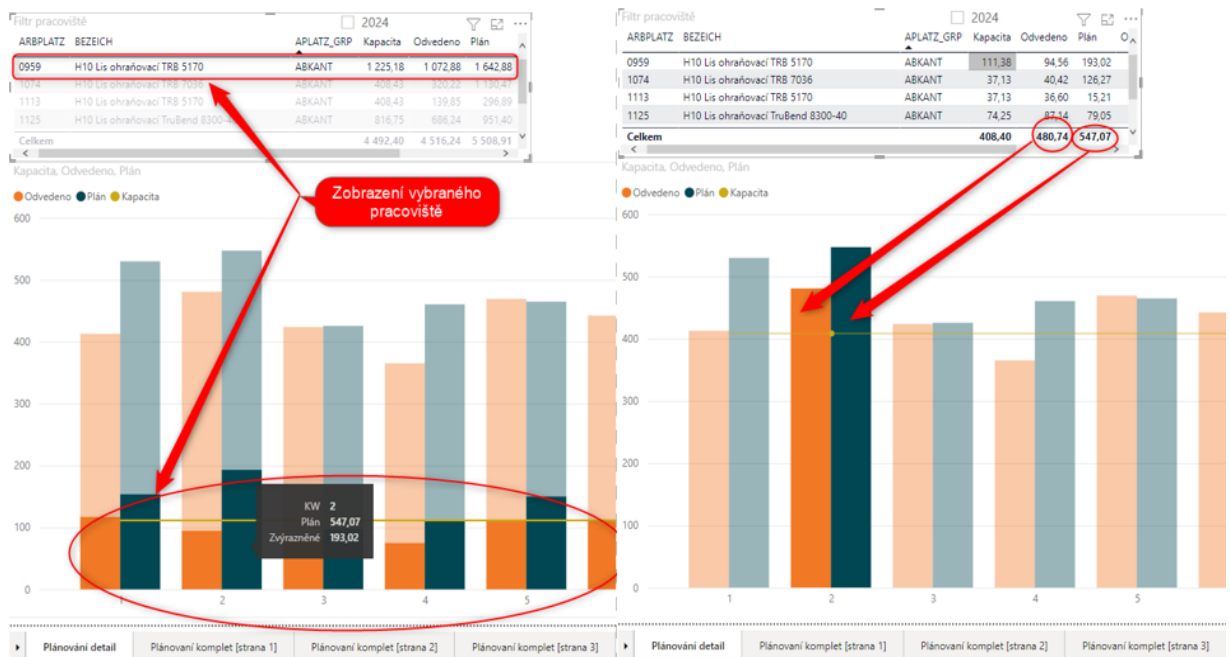 Filtr pracoviště
2024
ARBPLATZ BEZEICH APLATZ_GRP Kapacita Odvedeno Plán
0959 H10 Lis ohraňovací TRB 5170 ABKANT 1 225,18 1 072,88 1 642,88
1074 H10 Lis ohraňovací TRB 7036 ABKANT 408,43 320,22 1 130,47
1113 H10 Lis ohraňovací TRB 5170 ABKANT 408,43 139,85 296,89
1125 H10 Lis ohraňovací TruBend 8300-40 ABKANT 816,75 686,24 951,40
Celkem 4 492,40 4 516,24 5 508,91
Kapacita, Odvedeno, Plán
Odvedeno Plán Kapacita
Zobrazení vybraného
pracoviště
600
500
400
300
200
100
0
KW 2
Plán 547,07
Zvýrazněné 193,02
1 2 3 4 5
Plánování detail Plánovaní komplet [strana 1] Plánovaní komplet [strana 2] Plánovaní komplet [strana 3]
Filtr pracoviště
2024
ARBPLATZ BEZEICH APLATZ_GRP Kapacita Odvedeno Plán O
0959 H10 Lis ohraňovací TRB 5170 ABKANT 111,38 94,56 193,02
1074 H10 Lis ohraňovací TRB 7036 ABKANT 37,13 40,42 126,27
1113 H10 Lis ohraňovací TRB 5170 ABKANT 37,13 36,60 15,21
1125 H10 Lis ohraňovací TruBend 8300-40 ABKANT 74,25 87,14 79,05
Celkem 408,40 480,74 547,07
Kapacita, Odvedeno, Plán
Odvedeno Plán Kapacita
600
500
400
300
200
100
0
1 2 3 4 5
Plánování detail Plánovaní komplet [strana 1] Plánovaní komplet [strana 2] Plánovaní komplet [strana 3]